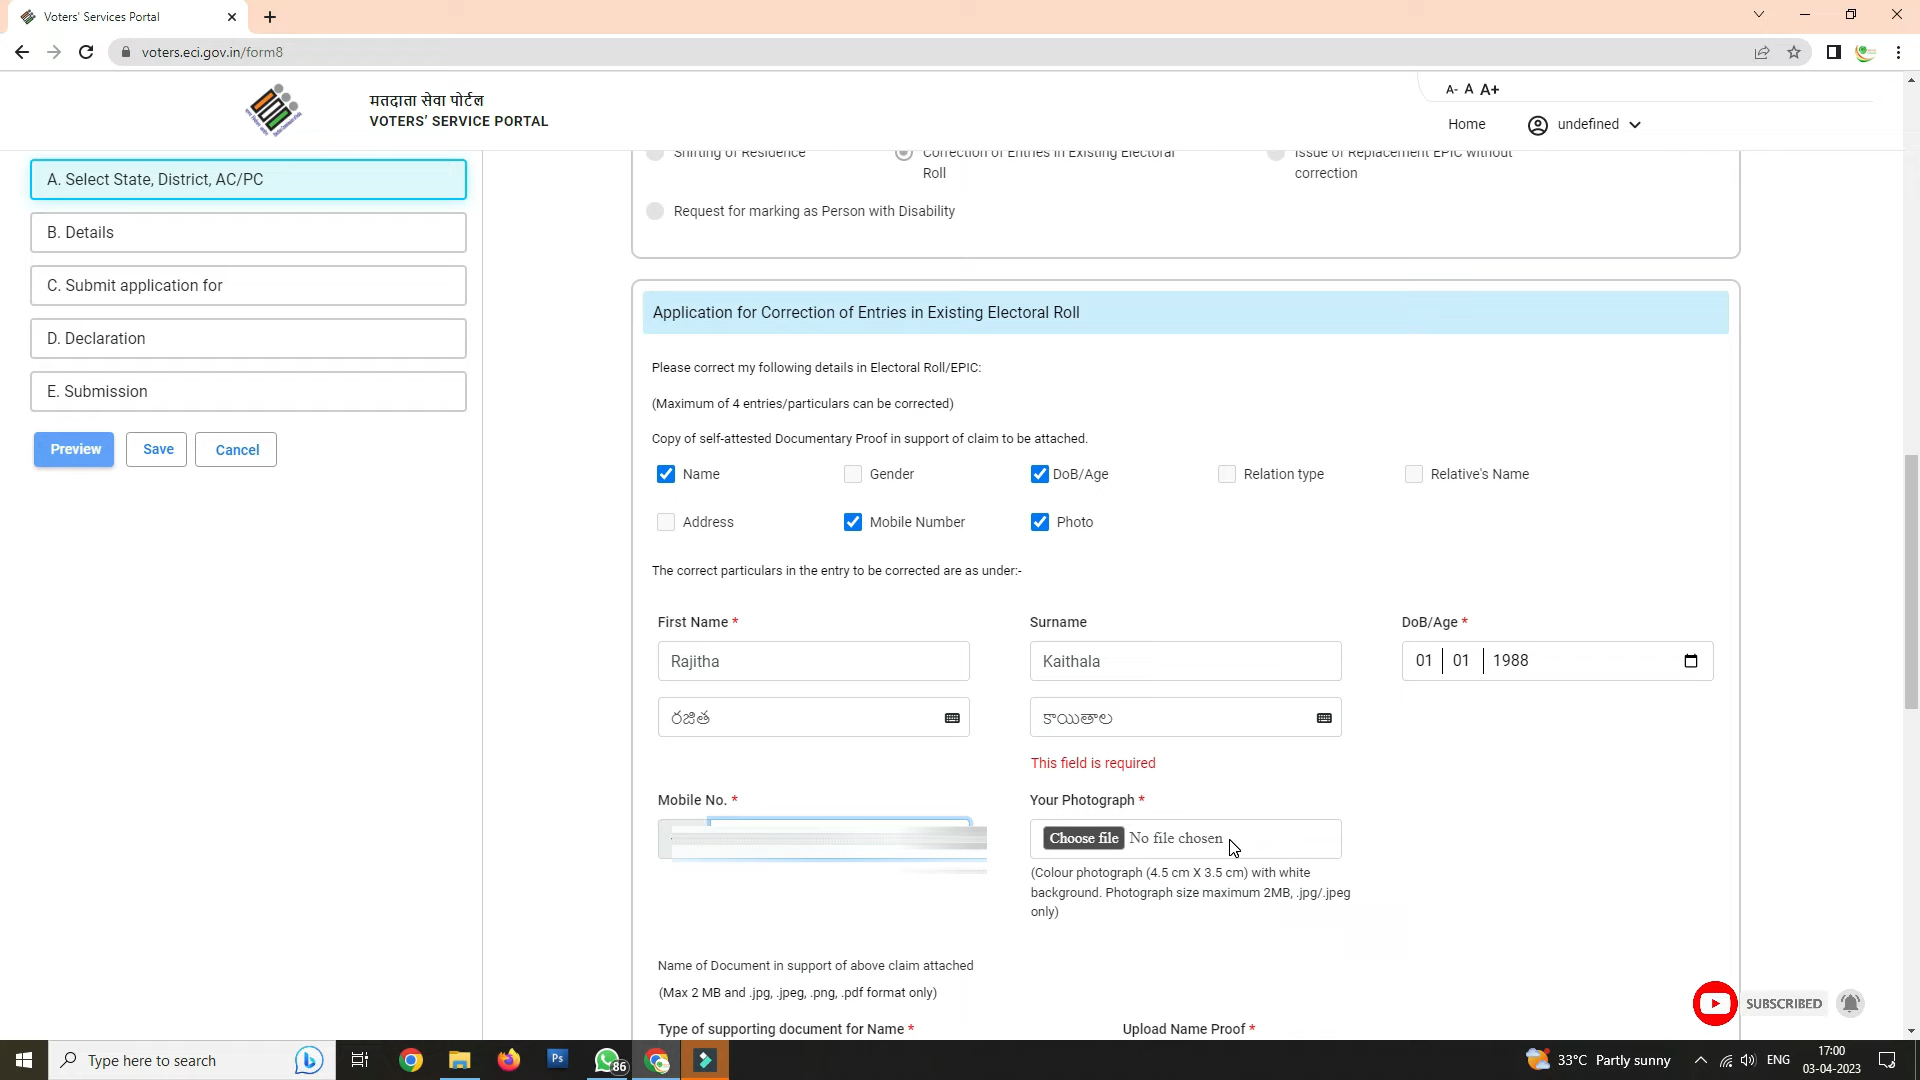 Voters' Services Portal
voters.eci.gov.in/form8
मतदाता सेवा पोर्टल
VOTERS’ SERVICE PORTAL
A- A A+
Home
undefined
A. Select State, District, AC/PC
B. Details
C. Submit application for
D. Declaration
E. Submission
Preview Save Cancel
Shifting of Residence
Correction of Entries in Existing Electoral
Roll
Issue of Replacement EPIC without
correction
Request for marking as Person with Disability
Application for Correction of Entries in Existing Electoral Roll
Please correct my following details in Electoral Roll/EPIC:
(Maximum of 4 entries/particulars can be corrected)
Copy of self-attested Documentary Proof in support of claim to be attached.
Name Gender DoB/Age Relation type Relative's Name
Address Mobile Number Photo
The correct particulars in the entry to be corrected are as under:-
First Name * Surname DoB/Age *
Rajitha Kaithala 01 01 1988
రజిత కాయితాల
This field is required
Mobile No. * Your Photograph *
Choose file No file chosen
(Colour photograph (4.5 cm X 3.5 cm) with white
background. Photograph size maximum 2MB, .jpg/.jpeg
only)
Name of Document in support of above claim attached
(Max 2 MB and .jpg, .jpeg, .png, .pdf format only)
Type of supporting document for Name * Upload Name Proof *
SUBSCRIBED
Type here to search
Ps
86
33°C Partly sunny
ENG
17:00
03-04-2023